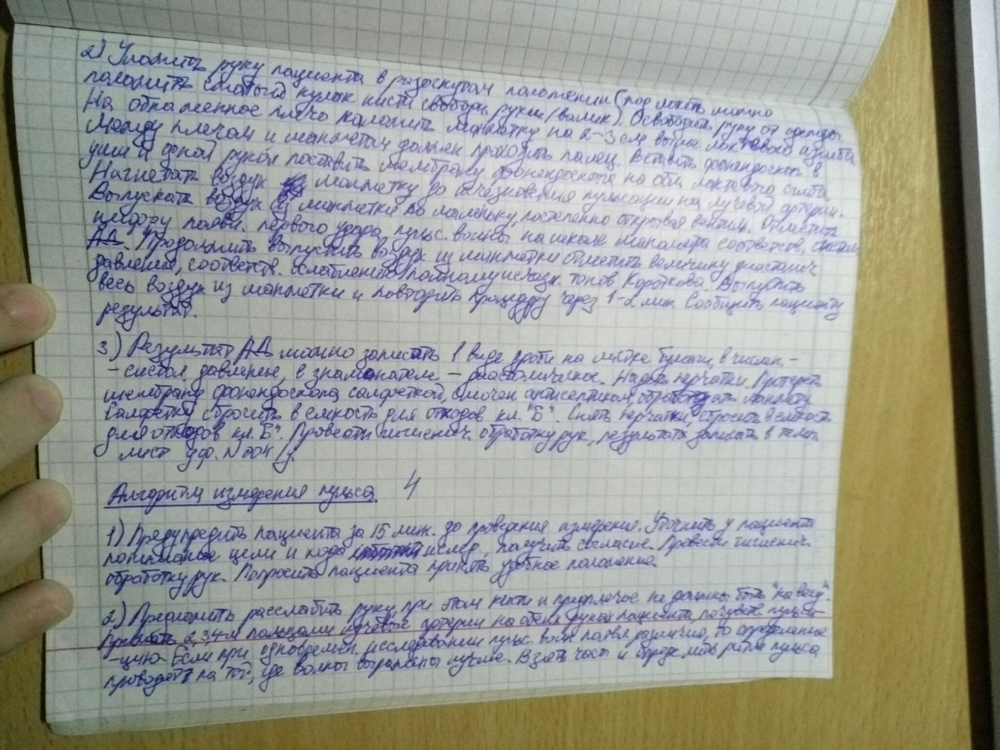 2) Уложить руку пациента в разогнутом положении (под локоть можно
положить сжатый кулак кисти свободн. руки (валик). Освободить руку от одежды.
На обнаженное плечо наложить манжетку на 2-3 см выше локтевого изгиба
Между плечом и манжетом должен проходить палец. Вставить фонендоскоп в
уши и одной рукой поставить мембрану фонендоскопа на обл. локтевого сгиба.
Нагнетать воздух в манжетку до исчезновения пульсации на лучевой артерии.
Выпускать воздух из манжетки по маленьку, постепенно открывая вентиль. Отметить
цифру появл. первого удара пульс. волны на шкале манометра соответсв. систол.
АД. Продолжить выпустить воздух из манжетки отметить величину диастолич.
давления, соответств. ослаблению полному исчезн. тонов Короткова. Выпустить
весь воздух из манжетки и повторить процедуру через 1-2 мин. Сообщить пациенту
результат.
3) Результат АД можно записать в виде дроби на листке бумаги, в числит. -
- систол. давление, в знаменателе - диастолическое. Надеть перчатки. Протереть
мембрану фонендоскопа салфеткой, смочен. антисептиком, обработать манжету
Салфетку сбросить в емкость для отходов кл. "Б". Снять перчатки, сбросить в емкость
для отходов кл. "Б". Провести гигиенич. обработку рук, результаты записать в темп.
лист уф. N 004/у.
Алгоритм измерения пульса. 4
1) Предупредить пациента за 15 мин. до проведения измерения. Уточнить у пациента
понимание цели и хода исслед., получить согласие. Провести гигиенич.
обработку рук. Попросить пациента принять удобное положение.
2) Предложить расслабить руку, при этом кисть и предплечье не должны быть "на весу".
Прижать 2,3,4-м пальцами лучевые артерии на обеих руках пациента, почувств. пульса-
-цию. Если при одновремен. исследовании пульс. волн появл. различие, то определение
проводят на той, где волны выражены лучше. Взять часы и определить ритм пульса